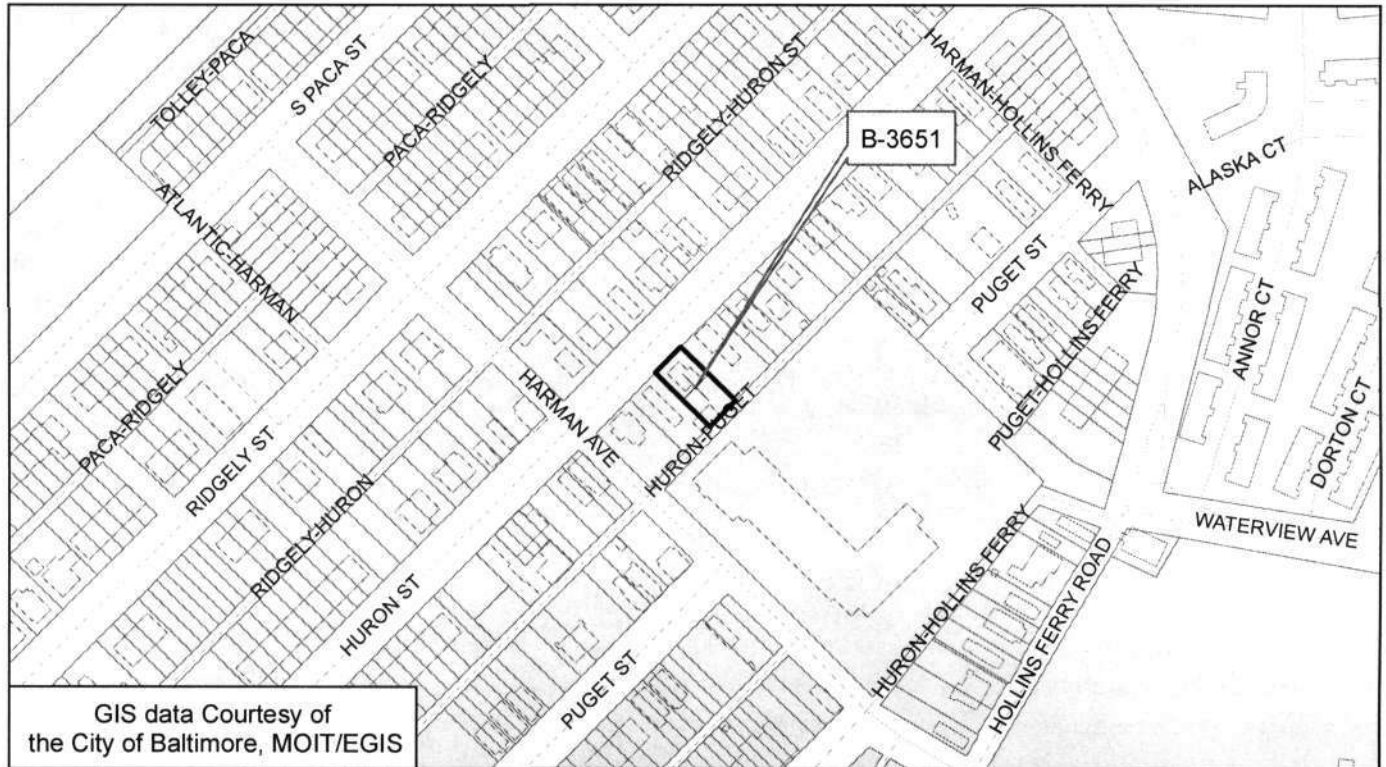 TOLLEY-PACA
S PACA ST
PACA-RIDGELY
RIDGELY-HURON ST
HARMAN-HOLLINS FERRY
B-3651
ALASKA CT
ATLANTIC-HARMAN
PUGET ST
PUGET-HOLLINS FERRY
ANNOR CT
DORTON CT
PACA-RIDGELY
RIDGELY ST
HARMAN AVE
HURON-PUGET
RIDGELY-HURON
HURON ST
PUGET ST
HURON-HOLLINS FERRY
HOLLINS FERRY ROAD
WATERVIEW AVE
GIS data Courtesy of
the City of Baltimore, MOIT/EGIS